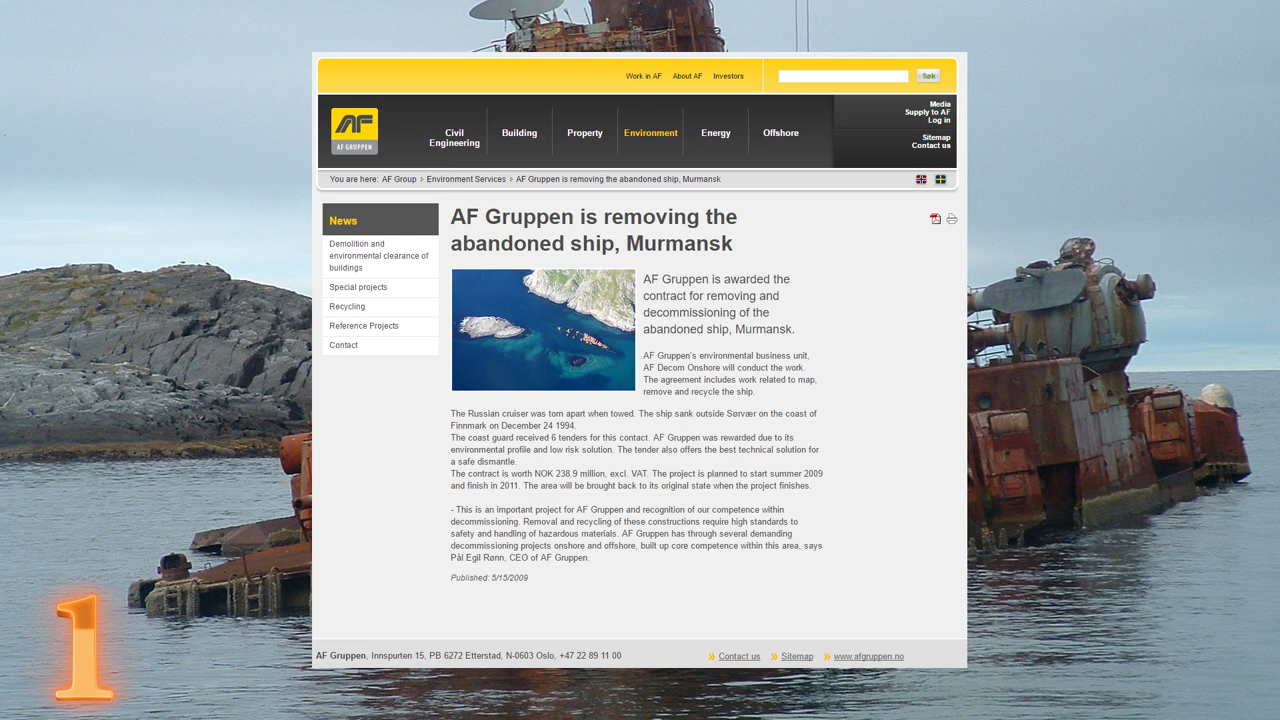 Work in AF About AF Investors
Søk
Media
Supply to AF
Log in
Sitemap
Contact us
AF
AF GRUPPEN
Civil
Engineering
Building
Property
Environment
Energy
Offshore
You are here: AF Group > Environment Services > AF Gruppen is removing the abandoned ship, Murmansk
News
Demolition and
environmental clearance of
buildings
Special projects
Recycling
Reference Projects
Contact
AF Gruppen is removing the
abandoned ship, Murmansk
AF Gruppen is awarded the
contract for removing and
decommissioning of the
abandoned ship, Murmansk.
AF Gruppen's environmental business unit,
AF Decom Onshore will conduct the work.
The agreement includes work related to map,
remove and recycle the ship.
The Russian cruiser was torn apart when towed. The ship sank outside Sørvær on the coast of
Finnmark on December 24 1994.
The coast guard received 6 tenders for this contact. AF Gruppen was rewarded due to its
environmental profile and low risk solution. The tender also offers the best technical solution for
a safe dismantle.
The contract is worth NOK 238.9 million, excl. VAT. The project is planned to start summer 2009
and finish in 2011. The area will be brought back to its original state when the project finishes.
- This is an important project for AF Gruppen and recognition of our competence within
decommissioning. Removal and recycling of these constructions require high standards to
safety and handling of hazardous materials. AF Gruppen has through several demanding
decommissioning projects onshore and offshore, built up core competence within this area, says
Pål Egil Rønn, CEO of AF Gruppen.
Published: 5/15/2009
AF Gruppen, Innspurten 15, PB 6272 Etterstad, N-0603 Oslo, +47 22 89 11 00
Contact us Sitemap www.afgruppen.no
1